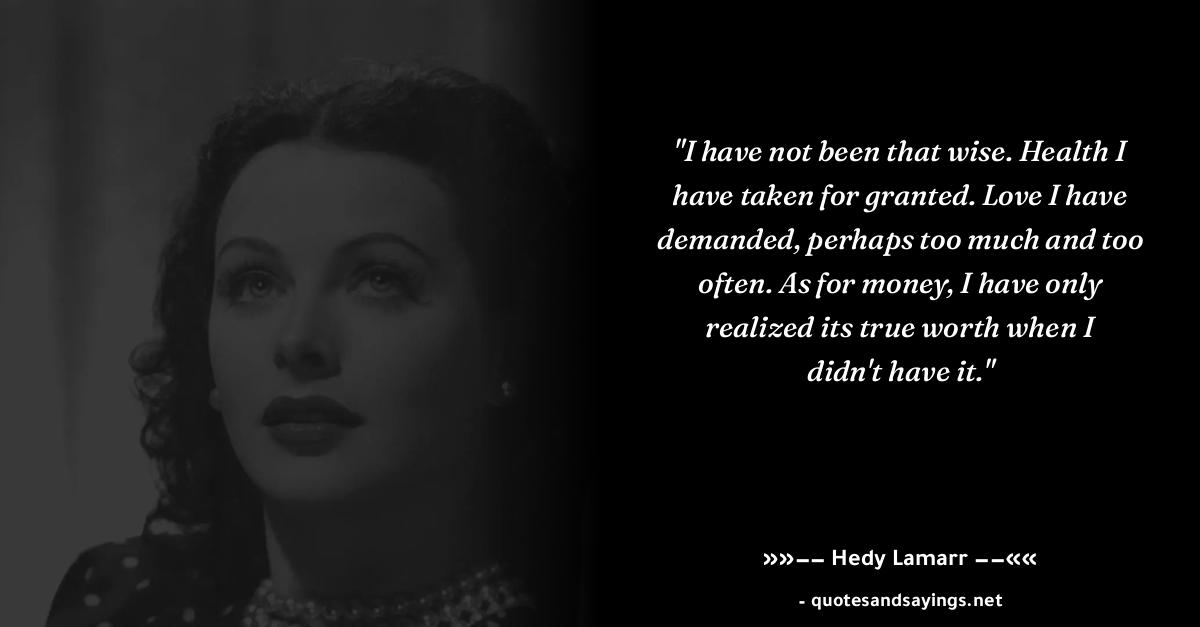 "I have not been that wise. Health I
have taken for granted. Love I have
demanded, perhaps too much and too
often. As for money, I have only
realized its true worth when I
didn't have it."
»»–– Hedy Lamarr ––««
- quotesandsayings.net